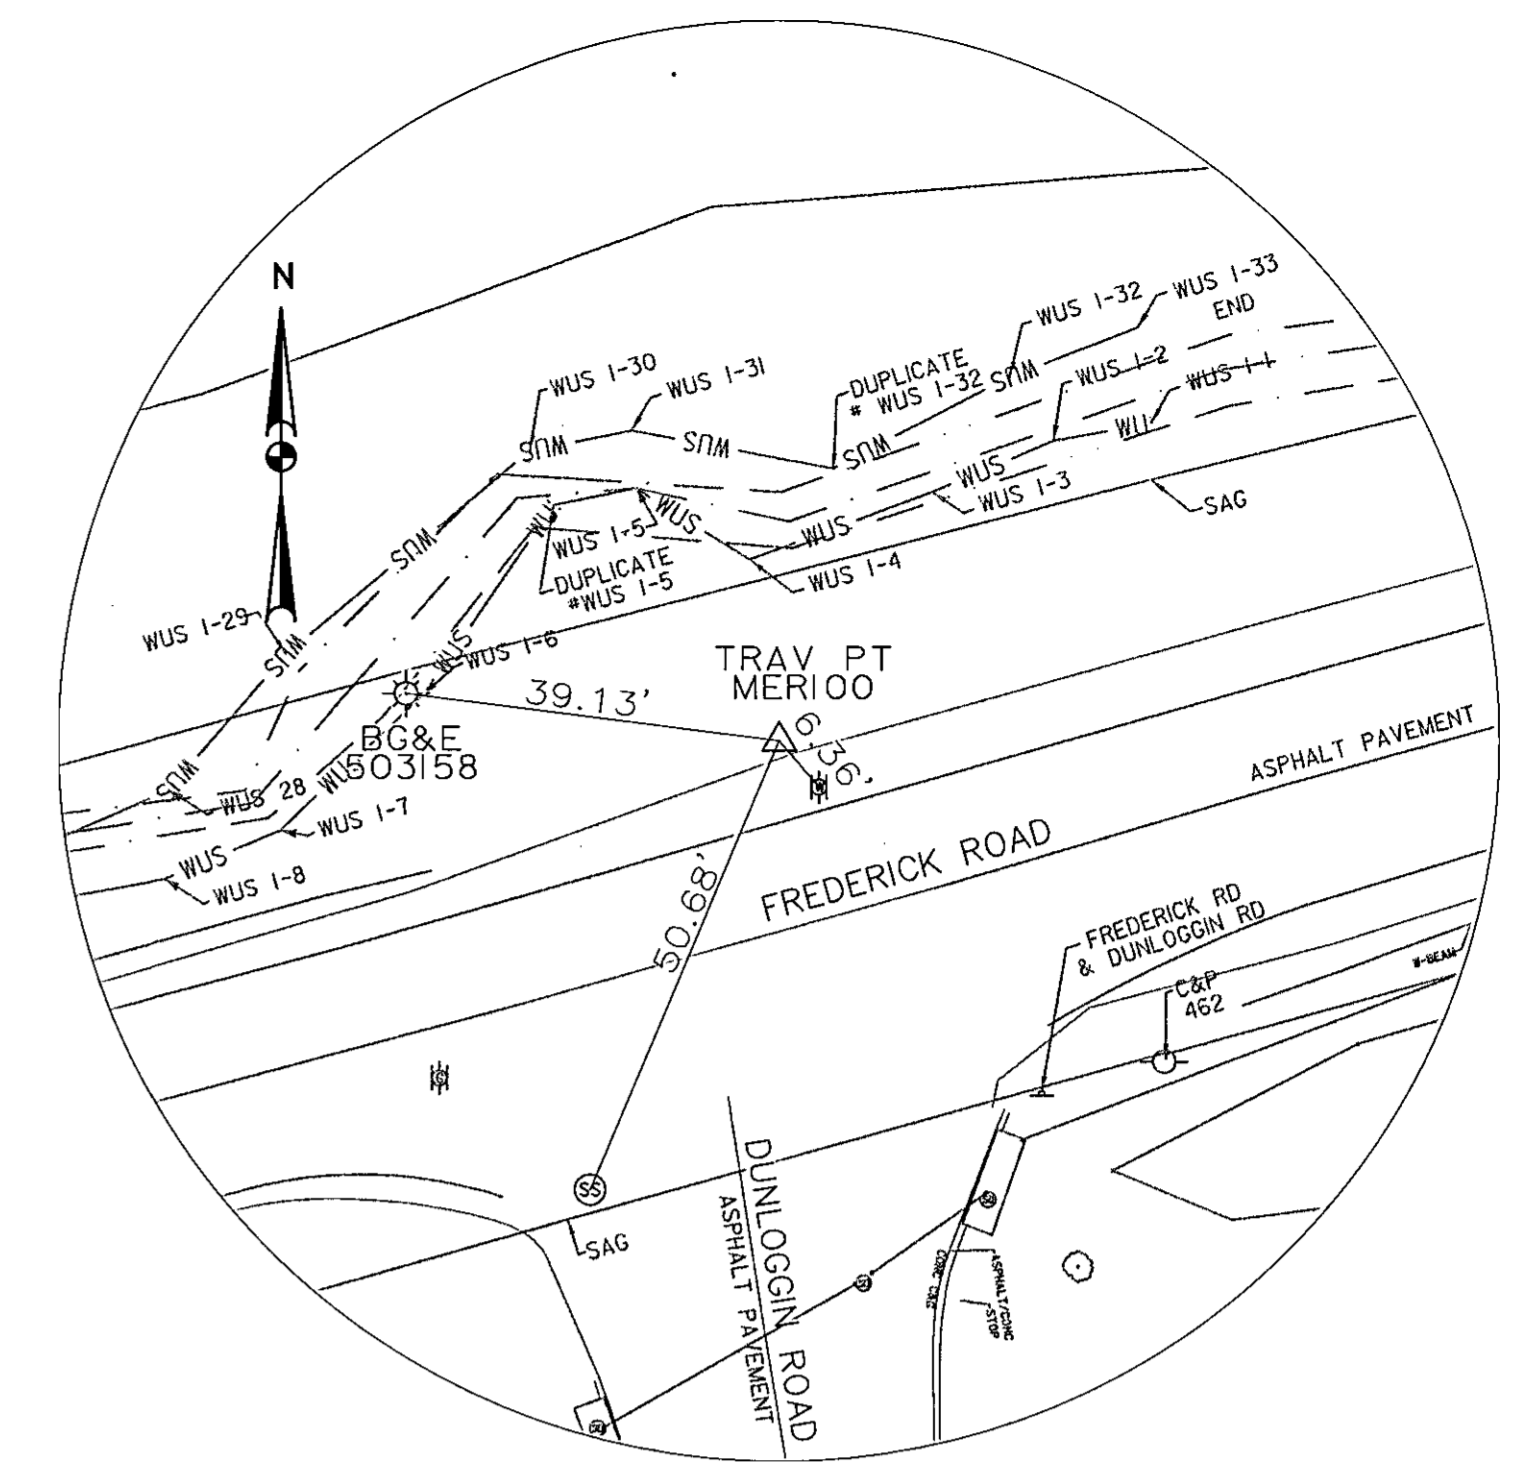 N
WUS 1-33
END
WUS 1-32
WUS 1-2
WUS 1-1
WUS 1-30
WUS 1-31
DUPLICATE
# WUS 1-32
WUS
WUS
WUS
WUS
WU
WUS
WUS 1-3
SAG
WUS
WUS
WUS 1-4
WUS 1-5
DUPLICATE
#WUS 1-5
WUS
WUS 1-29
WUS
WUS 1-6
TRAV PT
MER100
39.13'
6.36'
W
BG&E
503158
WUS
WUS
WUS 28
WUS 1-7
WUS
WUS 1-8
ASPHALT PAVEMENT
FREDERICK ROAD
50.68'
FREDERICK RD
& DUNLOGGIN RD
W-BEAM
C&P
462
G
SS
SAG
DUNLOGGIN ROAD
ASPHALT PAVEMENT
CONC CURB
ASPHALT/CONC
STOP